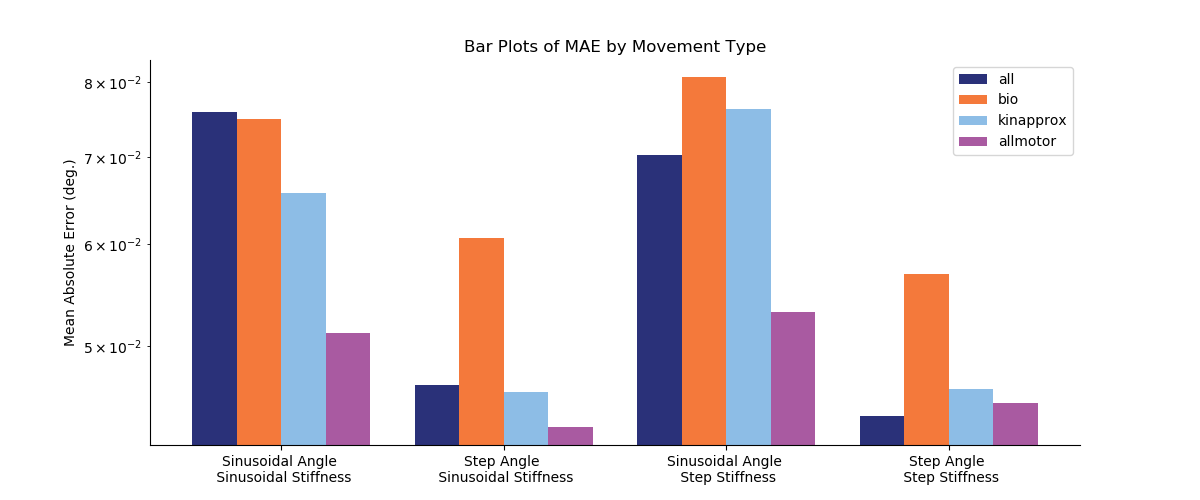 Bar Plots of MAE by Movement Type
8 × 10⁻²
7 × 10⁻²
6 × 10⁻²
5 × 10⁻²
Mean Absolute Error (deg.)
all
bio
kinapprox
allmotor
Sinusoidal Angle
Sinusoidal Stiffness
Step Angle
Sinusoidal Stiffness
Sinusoidal Angle
Step Stiffness
Step Angle
Step Stiffness